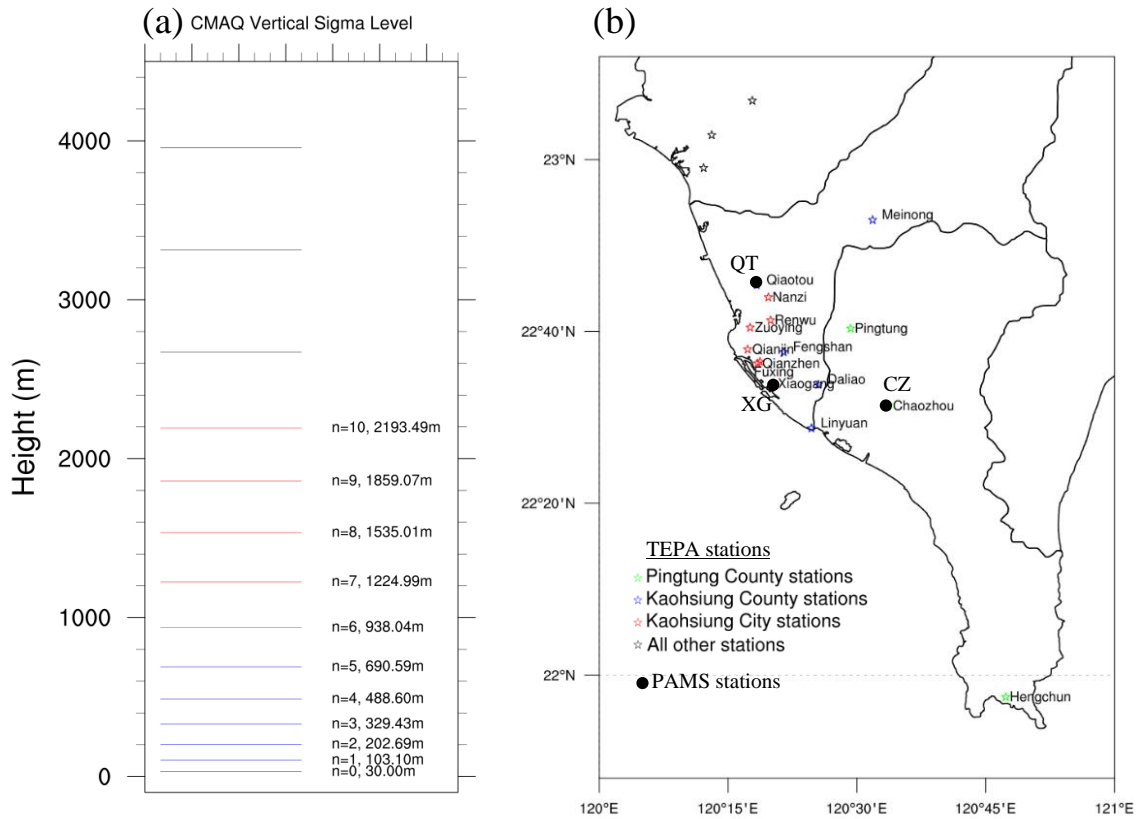 (a) CMAQ Vertical Sigma Level
Height (m)
4000
3000
2000
1000
0
n=10, 2193.49m
n=9, 1859.07m
n=8, 1535.01m
n=7, 1224.99m
n=6, 938.04m
n=5, 690.59m
n=4, 488.60m
n=3, 329.43m
n=2, 202.69m
n=1, 103.10m
n=0, 30.00m
(b)
23°N
22°40'N
22°20'N
22°N
120°E
120°15'E
120°30'E
120°45'E
121°E
Meinong
QT
Qiaotou
Nanzi
Renwu
Zuoying
Pingtung
Qianjin
Fengshan
Qianzhen
Fuxing
Xiaogang
Daliao
XG
CZ
Chaozhou
Linyuan
TEPA stations
Pingtung County stations
Kaohsiung County stations
Kaohsiung City stations
All other stations
PAMS stations
Hengchun